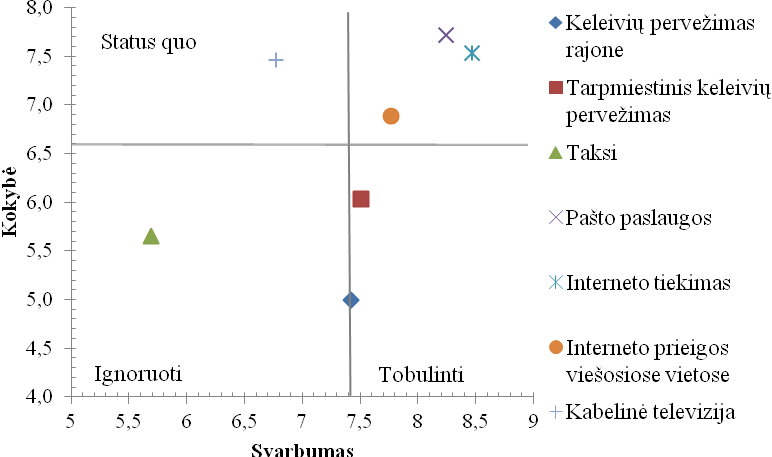 8,0
7,5
7,0
6,5
6,0
5,5
5,0
4,5
4,0
Kokybė
Status quo
Ignoruoti
Tobulinti
5
5,5
6
6,5
7
7,5
8
8,5
9
Svarbumas
Keleivių pervežimas
rajone
Tarpmiestinis keleivių
pervežimas
Taksi
Pašto paslaugos
Interneto tiekimas
Interneto prieigos
viešosiose vietose
Kabelinė televizija